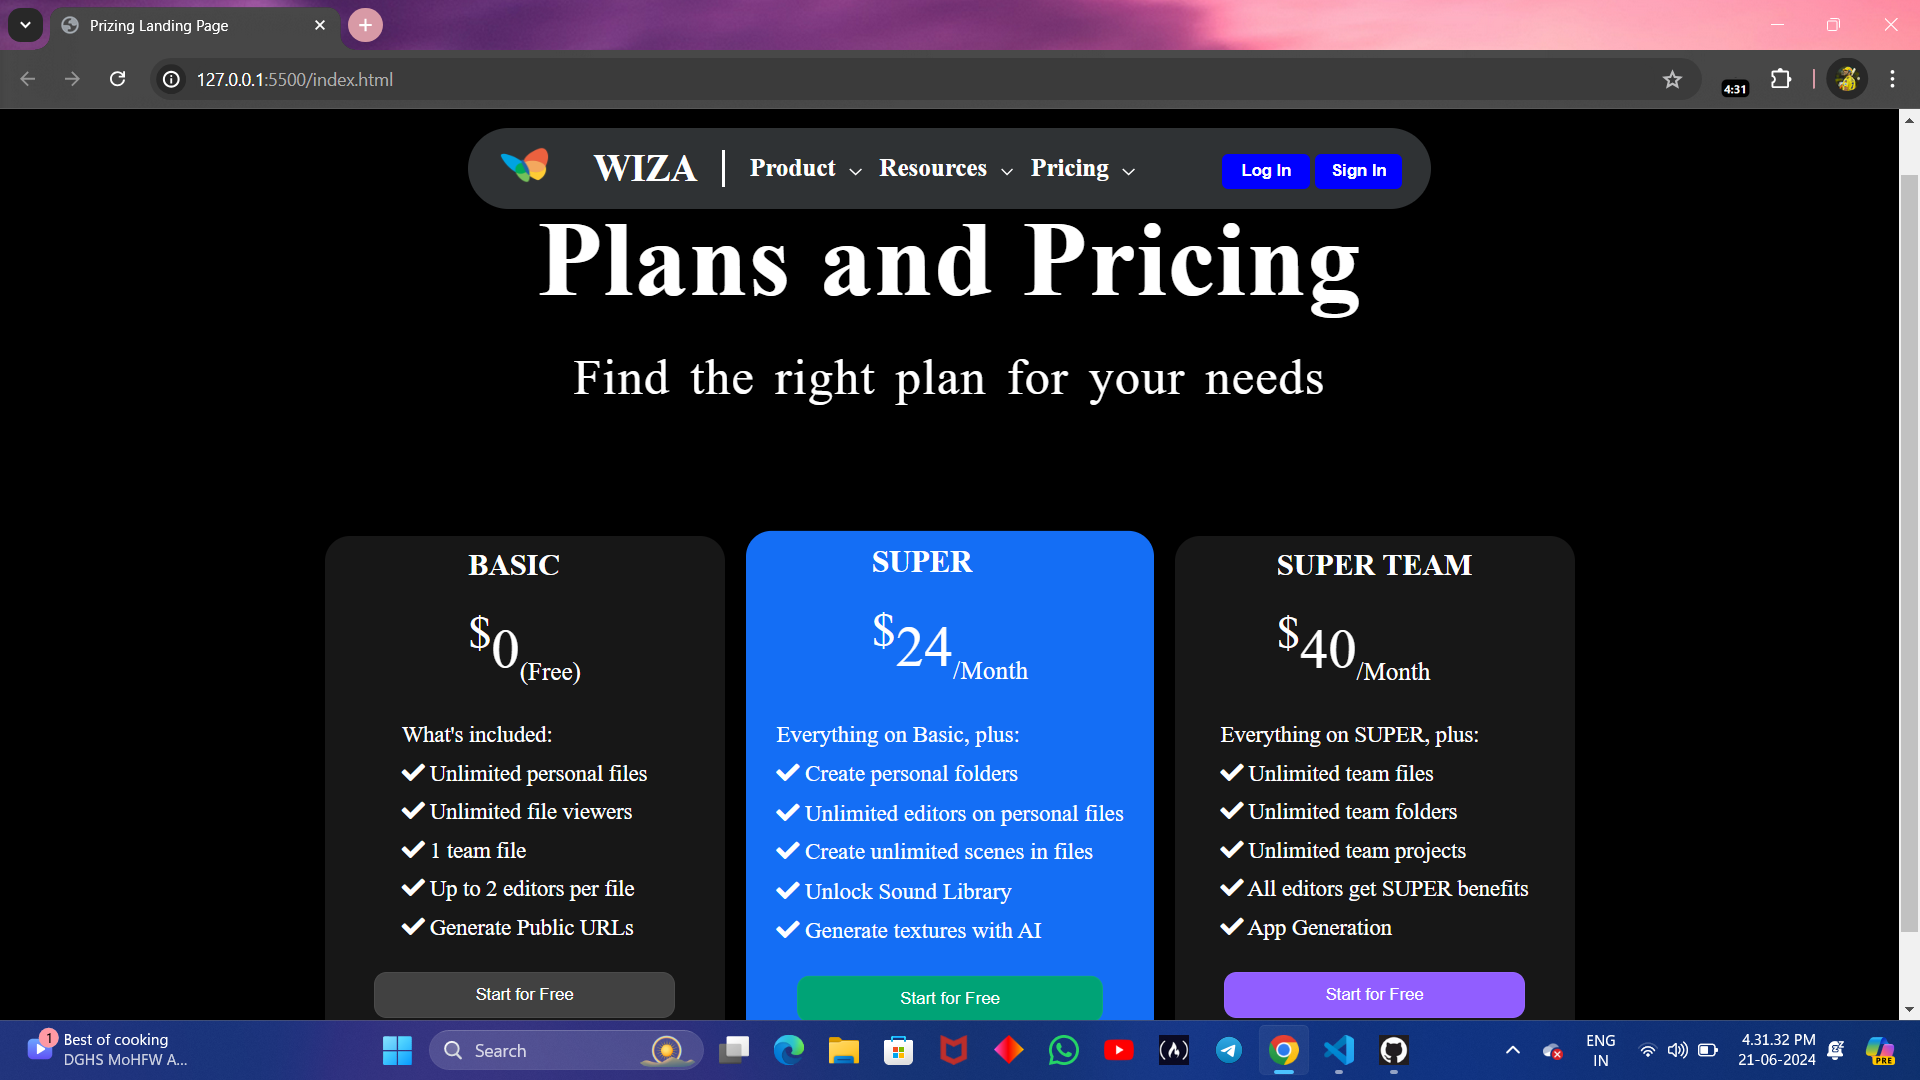 Prizing Landing Page
127.0.0.1:5500/index.html
4:31
WIZA | Product Resources Pricing Log In Sign In
Plans and Pricing
Find the right plan for your needs
BASIC
$0(Free)
What's included:
Unlimited personal files
Unlimited file viewers
1 team file
Up to 2 editors per file
Generate Public URLs
Start for Free
SUPER
$24/Month
Everything on Basic, plus:
Create personal folders
Unlimited editors on personal files
Create unlimited scenes in files
Unlock Sound Library
Generate textures with AI
Start for Free
SUPER TEAM
$40/Month
Everything on SUPER, plus:
Unlimited team files
Unlimited team folders
Unlimited team projects
All editors get SUPER benefits
App Generation
Start for Free
1
Best of cooking
DGHS MoHFW A...
Search
ENG
IN
4.31.32 PM
21-06-2024
PRE